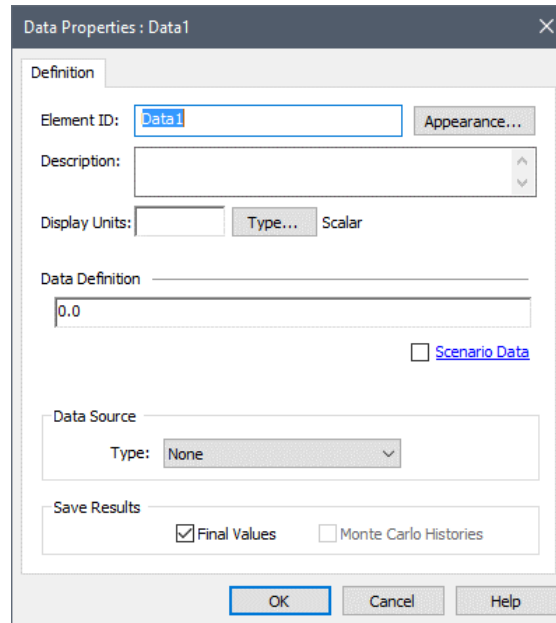 Data Properties : Data1
Definition
Element ID: Data1 Appearance...
Description:
Display Units: Type... Scalar
Data Definition
0.0
Scenario Data
Data Source
Type: None
Save Results
Final Values Monte Carlo Histories
OK Cancel Help